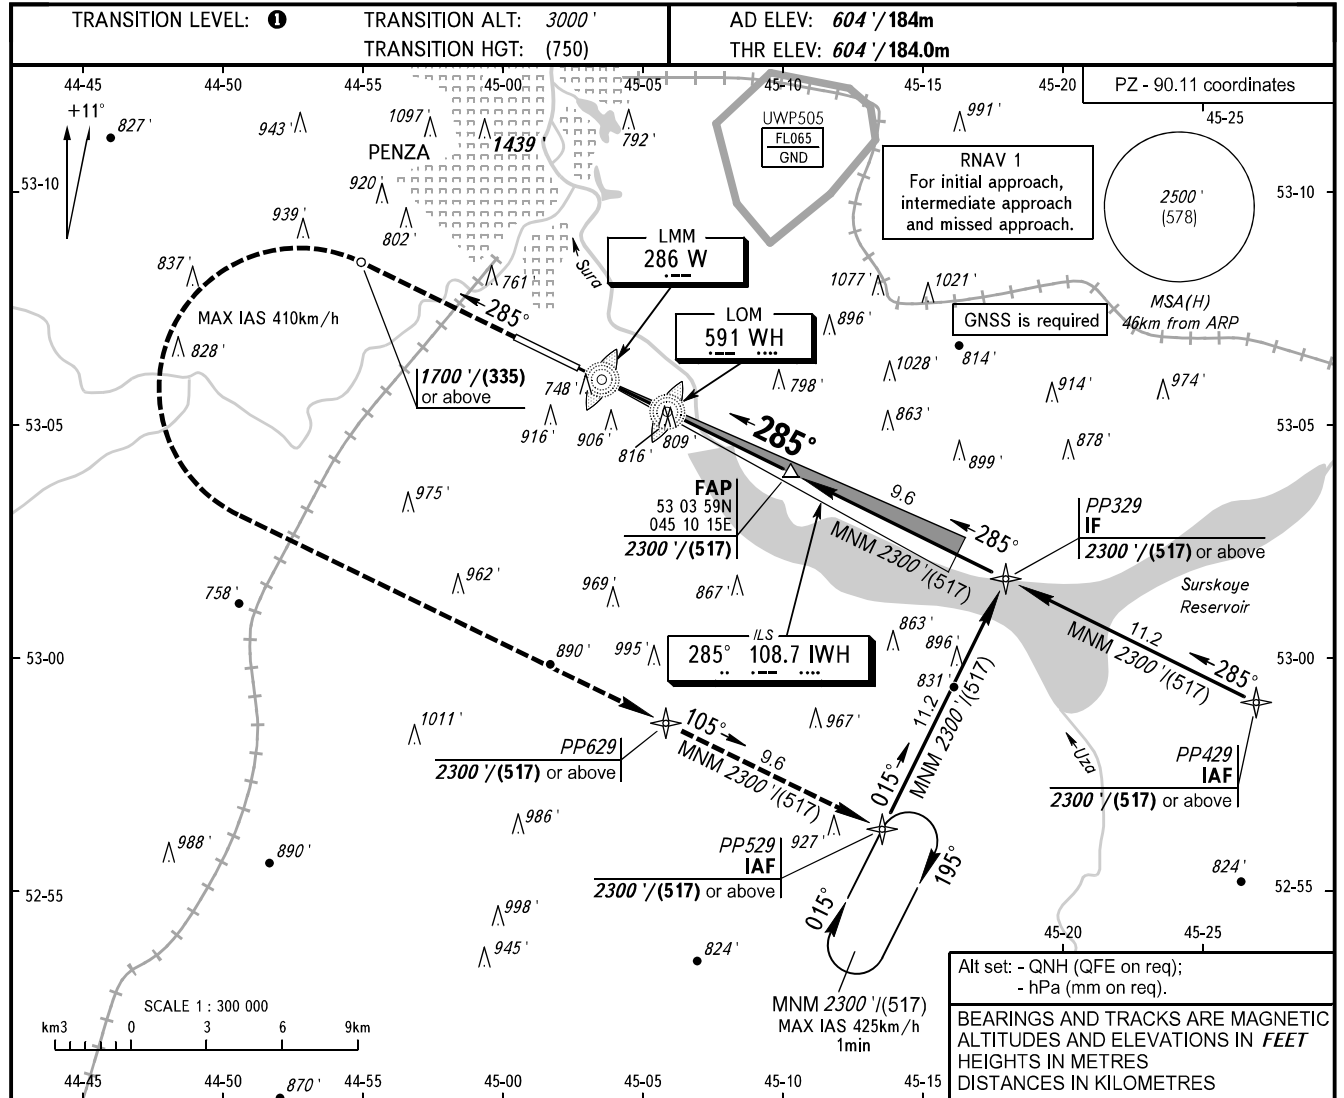 TRANSITION LEVEL: 1
TRANSITION ALT: 3000 '
TRANSITION HGT: (750)
AD ELEV: 604 '/184m
THR ELEV: 604 '/184.0m
44-45 44-50 44-55 45-00 45-05 45-10 45-15 45-20
PZ - 90.11 coordinates
45-25
+11°
827 '
943 '
1097 '
1439 '
792 '
991 '
PENZA
UWP505
FL065
GND
RNAV 1
For initial approach,
intermediate approach
and missed approach.
2500 '
(578)
MSA(H)
46km from ARP
53-10
53-10
920 '
939 '
802 '
837 '
761 '
Sura
LMM
286 W
LOM
591 WH
1077 '
1021 '
GNSS is required
896 '
MAX IAS 410km/h
285°
828 '
1700 '/(335)
or above
748 '
798 '
1028 '
814 '
914 '
974 '
53-05
53-05
916 '
906 '
816 '
809 '
285°
863 '
899 '
878 '
975 '
FAP
53 03 59N
045 10 15E
2300 '/(517)
9.6
MNM 2300 '/(517)
285°
PP329
IF
2300 '/(517) or above
Surskoye
Reservoir
962 '
969 '
867 '
758 '
863 '
896 '
831 '
ILS
285° 108.7 IWH
995 '
890 '
11.2
MNM 2300 '/(517)
285°
53-00
53-00
1011 '
967 '
11.2
MNM 2300 '/(517)
015°
PP629
2300 '/(517) or above
105°
9.6
MNM 2300 '/(517)
Uza
PP429
IAF
2300 '/(517) or above
986 '
988 '
890 '
927 '
PP529
IAF
2300 '/(517) or above
824 '
52-55
52-55
015°
195°
998 '
945 '
824 '
45-20 45-25
MNM 2300 '/(517)
MAX IAS 425km/h
1min
SCALE 1 : 300 000
km3 0 3 6 9km
Alt set: - QNH (QFE on req);
- hPa (mm on req).
BEARINGS AND TRACKS ARE MAGNETIC
ALTITUDES AND ELEVATIONS IN FEET
HEIGHTS IN METRES
DISTANCES IN KILOMETRES
44-45 44-50 44-55 45-00 45-05 45-10 45-15
870 '